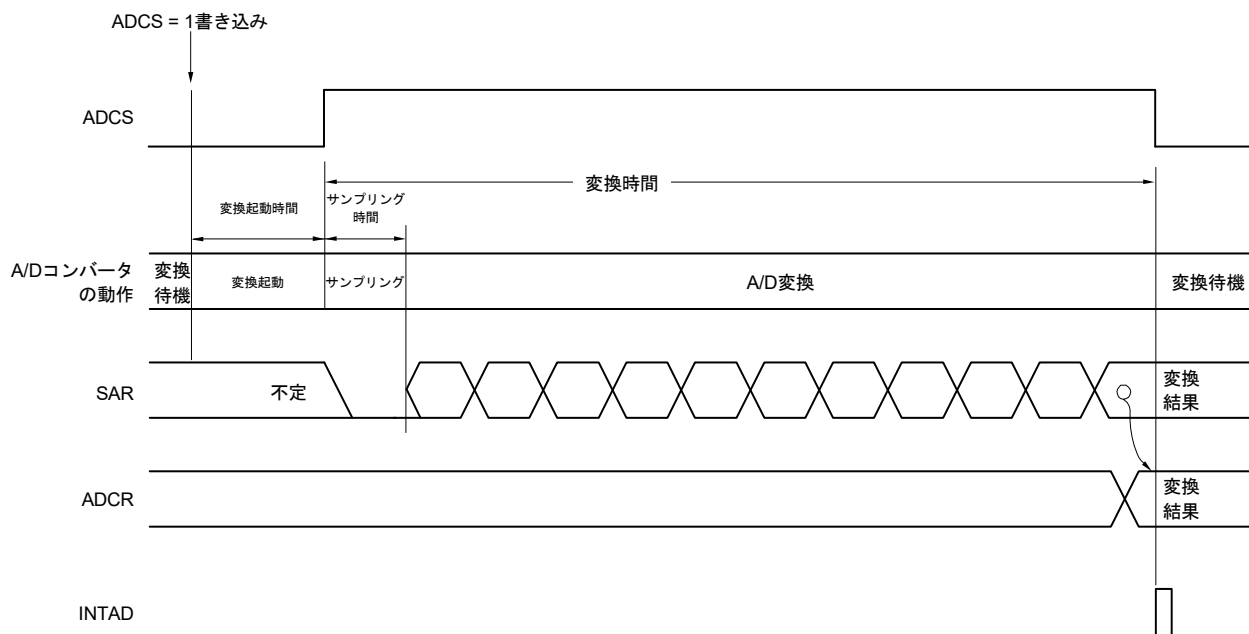 ADCS = 1書き込み
ADCS
変換時間
変換起動時間
サンプリング
時間
A/Dコンバータ
の動作
変換
待機
変換起動
サンプリング
A/D変換
変換待機
SAR
不定
変換
結果
ADCR
変換
結果
INTAD